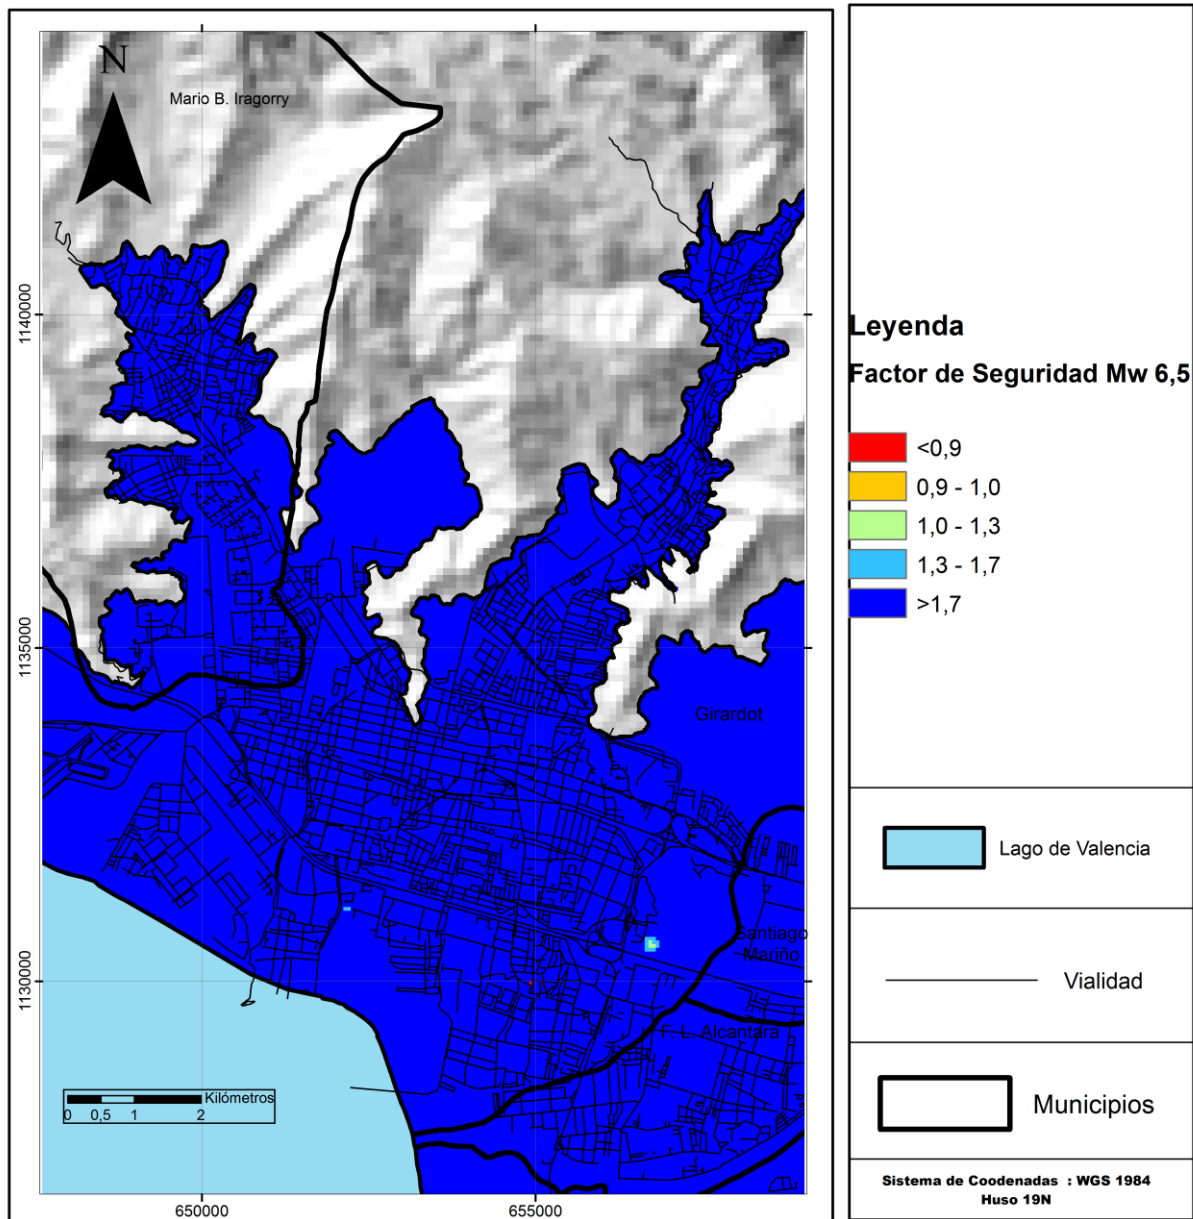 N
Mario B. Iragorry
1140000
1135000
1130000
Girardot
Santiago
Mariño
F. L. Alcantara
Kilómetros
0 0,5 1 2
650000 655000
Leyenda
Factor de Seguridad Mw 6,5
<0,9
0,9 - 1,0
1,0 - 1,3
1,3 - 1,7
>1,7
Lago de Valencia
Vialidad
Municipios
Sistema de Coodenadas : WGS 1984
Huso 19N